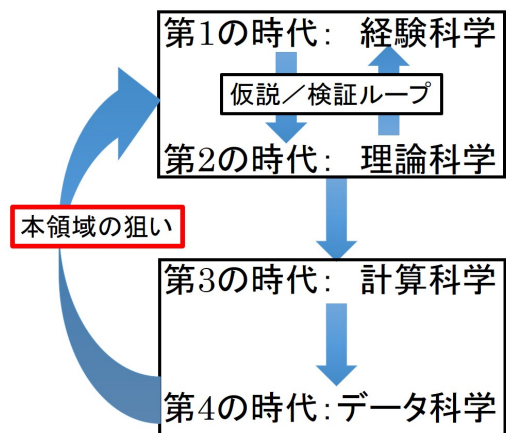 第1の時代： 経験科学
仮説／検証ループ
第2の時代： 理論科学
本領域の狙い
第3の時代： 計算科学
第4の時代：データ科学